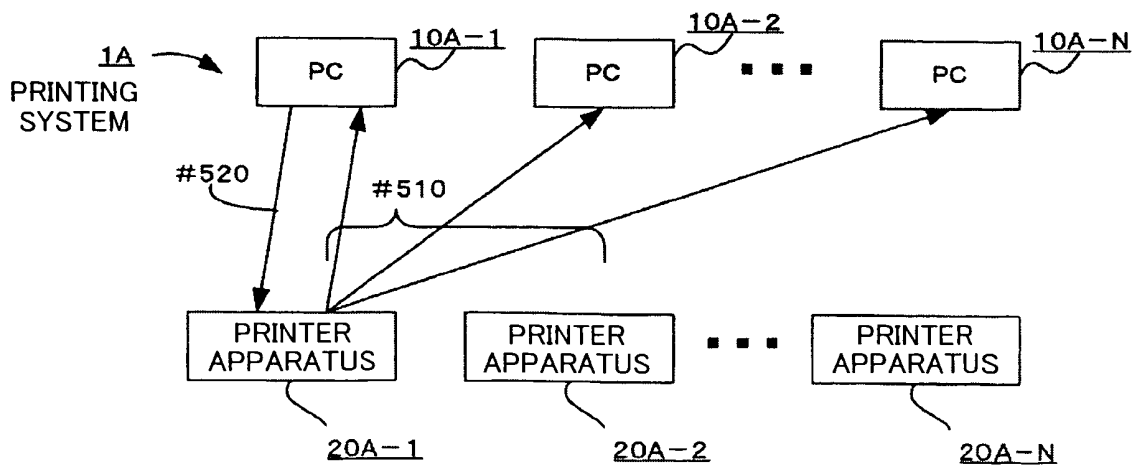 1A
PRINTING
SYSTEM
PC
10A-1
PC
10A-2
PC
10A-N
#520
#510
PRINTER
APPARATUS
PRINTER
APPARATUS
PRINTER
APPARATUS
20A-1
20A-2
20A-N